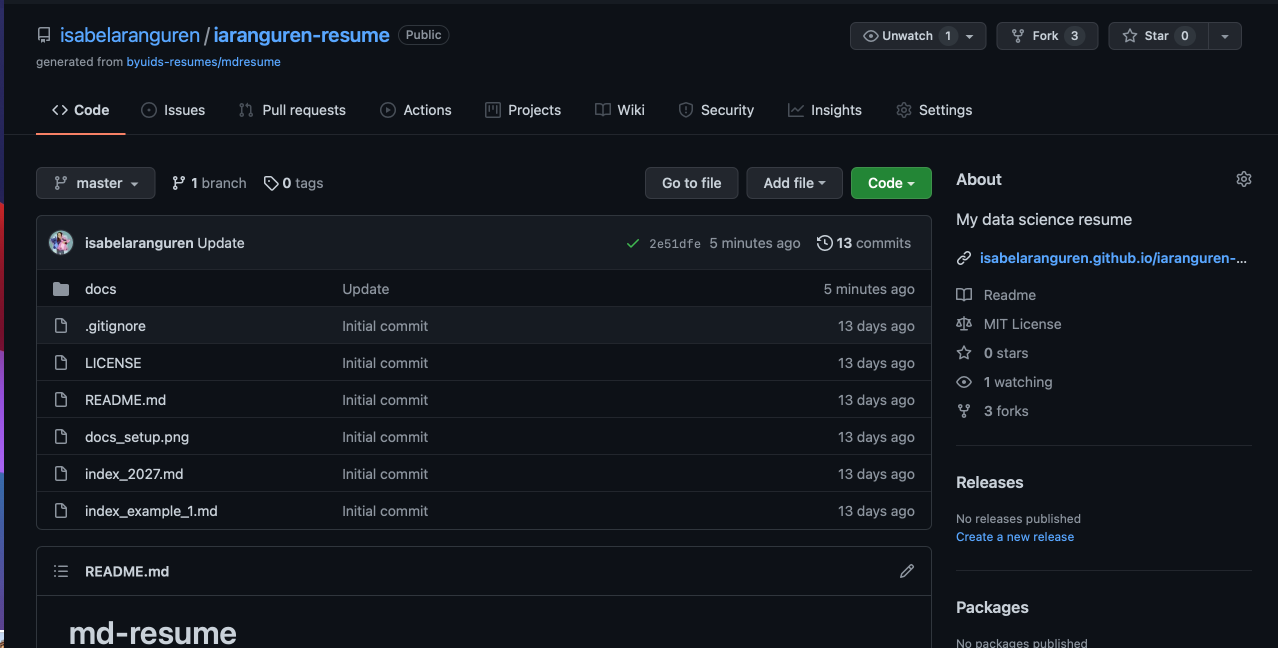 isabelaranguren / iaranguren-resume Public
Unwatch 1 Fork 3 Star 0
generated from byuids-resumes/mdresume
Code Issues Pull requests Actions Projects Wiki Security Insights Settings
master 1 branch 0 tags Go to file Add file Code
isabelaranguren Update 2e51dfe 5 minutes ago 13 commits
docs Update 5 minutes ago
.gitignore Initial commit 13 days ago
LICENSE Initial commit 13 days ago
README.md Initial commit 13 days ago
docs_setup.png Initial commit 13 days ago
index_2027.md Initial commit 13 days ago
index_example_1.md Initial commit 13 days ago
README.md
md-resume
About
My data science resume
isabelaranguren.github.io/iaranguren-...
Readme
MIT License
0 stars
1 watching
3 forks
Releases
No releases published
Create a new release
Packages
No packages published